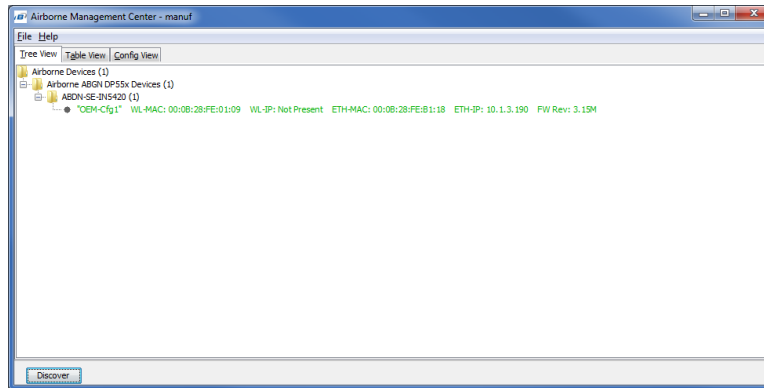 Airborne Management Center - manuf
File Help
Tree View Table View Config View
Airborne Devices (1)
Airborne ABGN DP55x Devices (1)
ABDN-SE-IN5420 (1)
"OEM-Cfg1" WL-MAC: 00:0B:28:FE:01:09 WL-IP: Not Present ETH-MAC: 00:0B:28:FE:B1:18 ETH-IP: 10.1.3.190 FW Rev: 3.15M
Discover